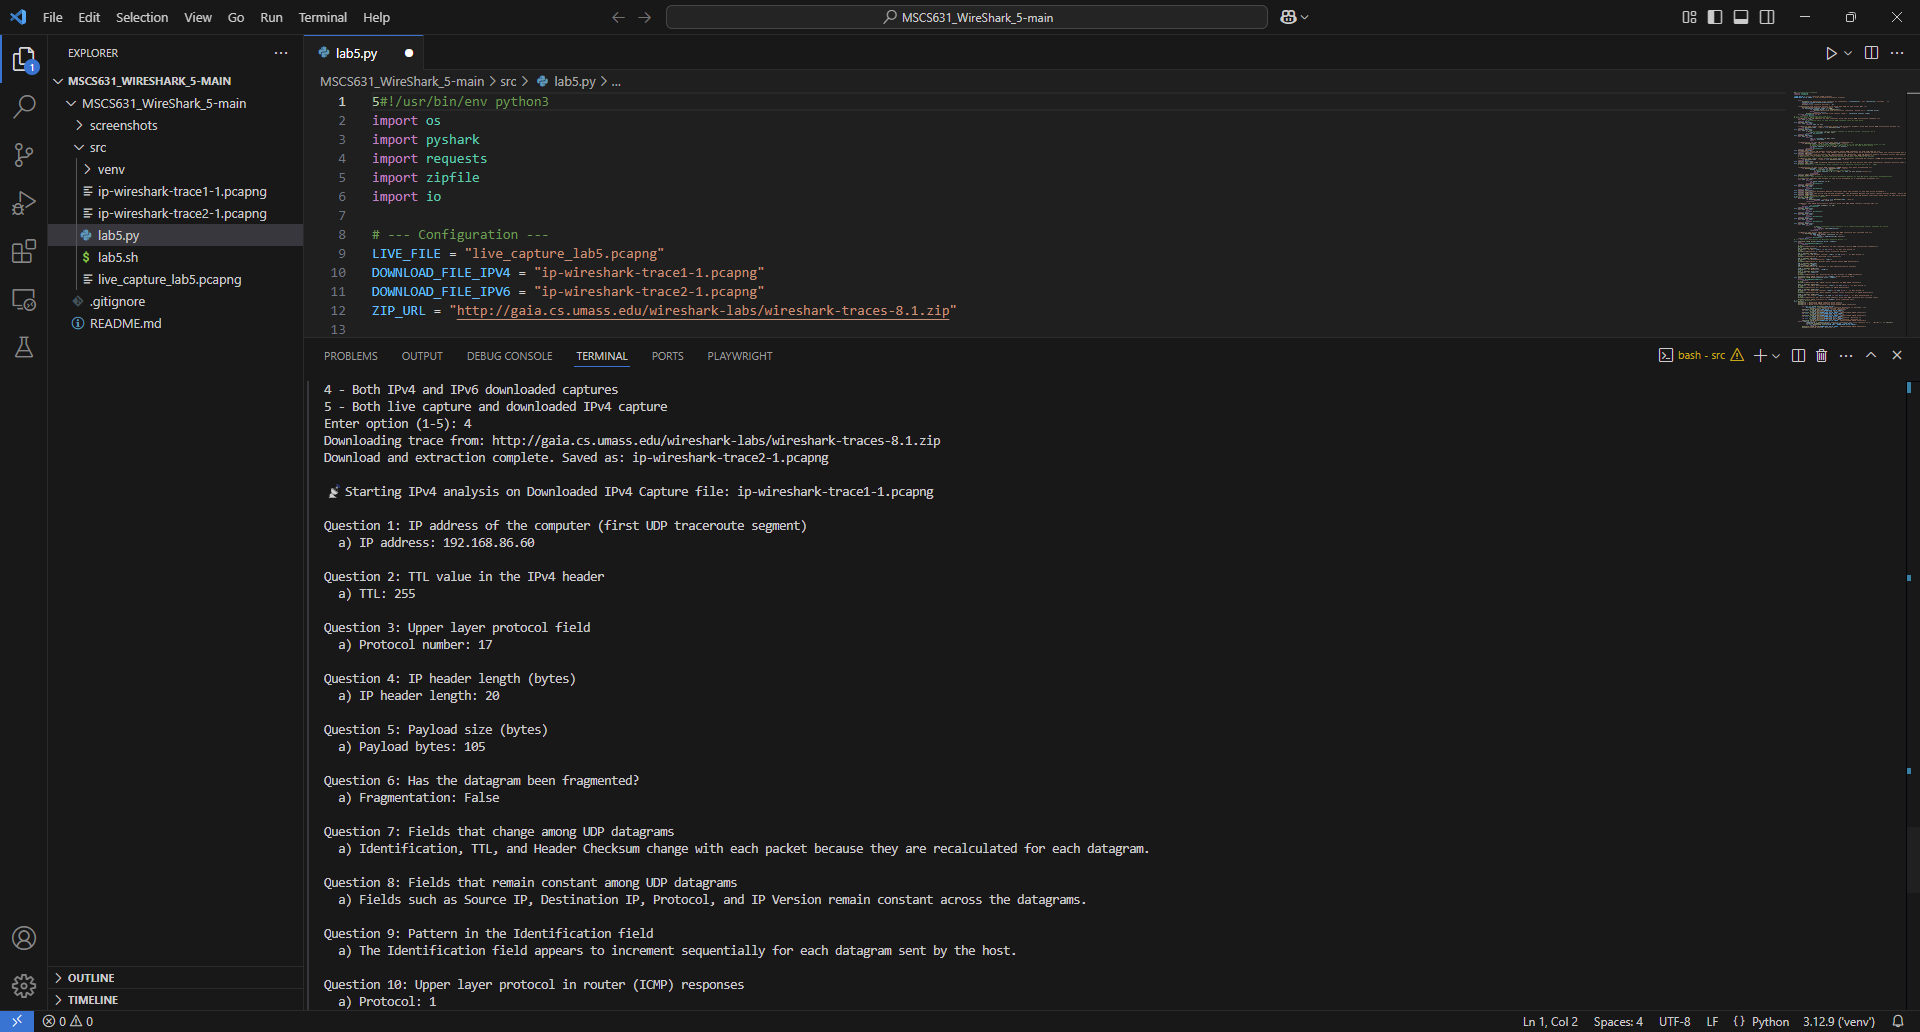 File Edit Selection View Go Run Terminal Help
MSCS631_WireShark_5-main
EXPLORER
1
MSCS631_WIRESHARK_5-MAIN
MSCS631_WireShark_5-main
screenshots
src
venv
ip-wireshark-trace1-1.pcapng
ip-wireshark-trace2-1.pcapng
lab5.py
$ lab5.sh
live_capture_lab5.pcapng
.gitignore
README.md
OUTLINE
TIMELINE
lab5.py
MSCS631_WireShark_5-main > src > lab5.py > ...
1 5#!/usr/bin/env python3
2 import os
3 import pyshark
4 import requests
5 import zipfile
6 import io
7
8 # --- Configuration ---
9 LIVE_FILE = "live_capture_lab5.pcapng"
10 DOWNLOAD_FILE_IPV4 = "ip-wireshark-trace1-1.pcapng"
11 DOWNLOAD_FILE_IPV6 = "ip-wireshark-trace2-1.pcapng"
12 ZIP_URL = "http://gaia.cs.umass.edu/wireshark-labs/wireshark-traces-8.1.zip"
13
PROBLEMS OUTPUT DEBUG CONSOLE TERMINAL PORTS PLAYWRIGHT
bash - src
4 - Both IPv4 and IPv6 downloaded captures
5 - Both live capture and downloaded IPv4 capture
Enter option (1-5): 4
Downloading trace from: http://gaia.cs.umass.edu/wireshark-labs/wireshark-traces-8.1.zip
Download and extraction complete. Saved as: ip-wireshark-trace2-1.pcapng
Starting IPv4 analysis on Downloaded IPv4 Capture file: ip-wireshark-trace1-1.pcapng
Question 1: IP address of the computer (first UDP traceroute segment)
a) IP address: 192.168.86.60
Question 2: TTL value in the IPv4 header
a) TTL: 255
Question 3: Upper layer protocol field
a) Protocol number: 17
Question 4: IP header length (bytes)
a) IP header length: 20
Question 5: Payload size (bytes)
a) Payload bytes: 105
Question 6: Has the datagram been fragmented?
a) Fragmentation: False
Question 7: Fields that change among UDP datagrams
a) Identification, TTL, and Header Checksum change with each packet because they are recalculated for each datagram.
Question 8: Fields that remain constant among UDP datagrams
a) Fields such as Source IP, Destination IP, Protocol, and IP Version remain constant across the datagrams.
Question 9: Pattern in the Identification field
a) The Identification field appears to increment sequentially for each datagram sent by the host.
Question 10: Upper layer protocol in router (ICMP) responses
a) Protocol: 1
0 0
Ln 1, Col 2 Spaces: 4 UTF-8 LF {} Python 3.12.9 ('venv')